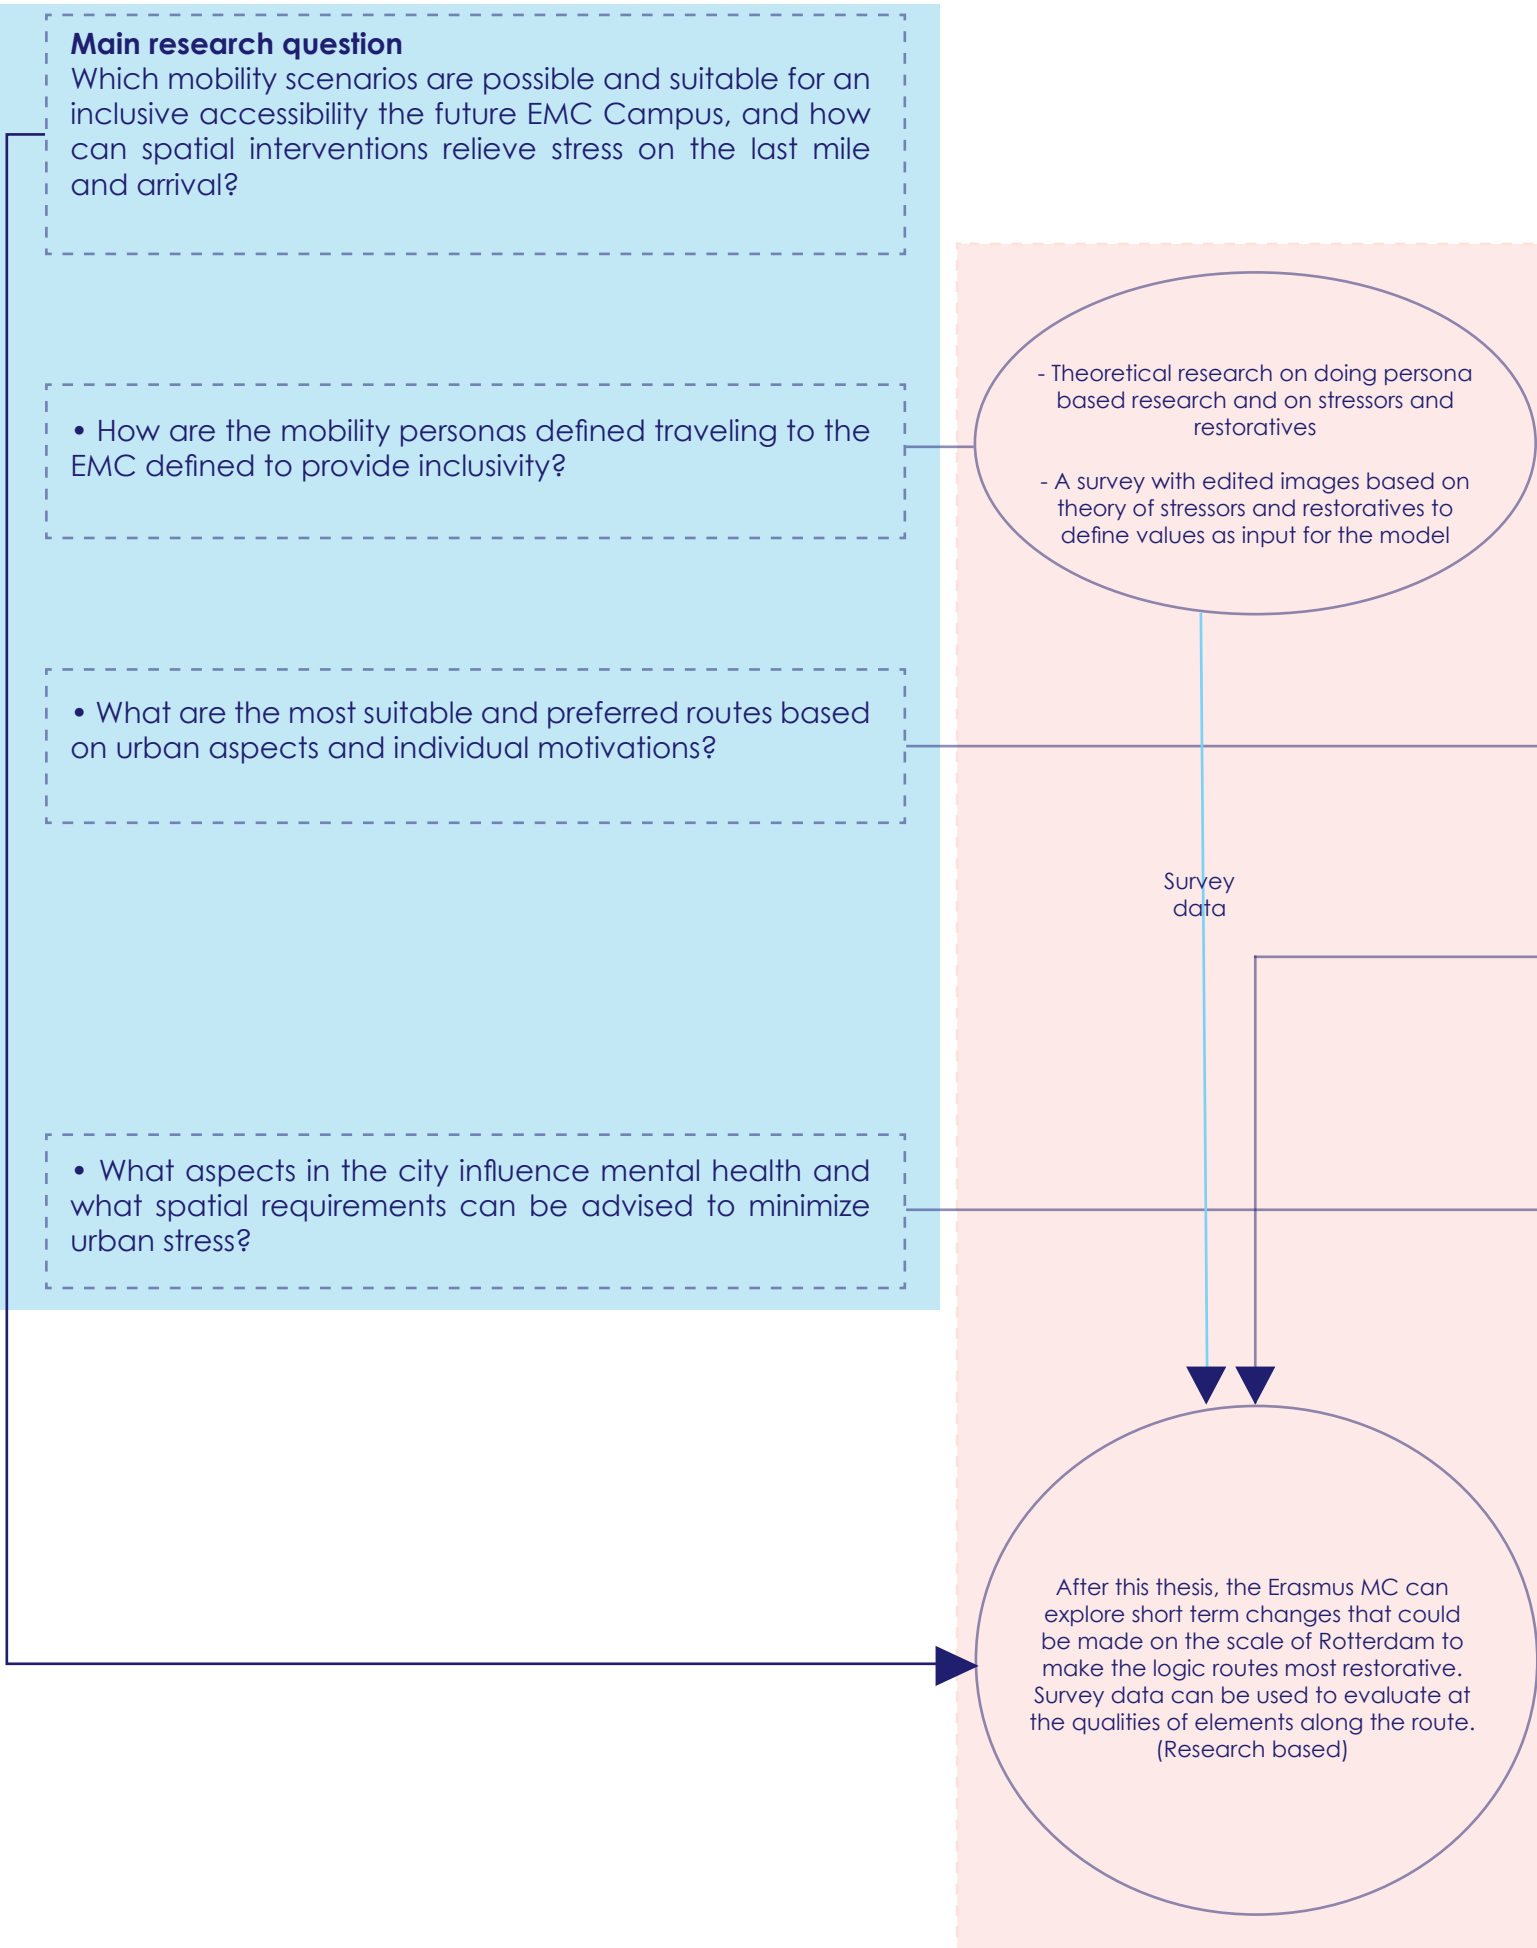 Main research question
Which mobility scenarios are possible and suitable for an
inclusive accessibility the future EMC Campus, and how
can spatial interventions relieve stress on the last mile
and arrival?
• How are the mobility personas defined traveling to the
EMC defined to provide inclusivity?
- Theoretical research on doing persona
based research and on stressors and
restoratives
- A survey with edited images based on
theory of stressors and restoratives to
define values as input for the model
• What are the most suitable and preferred routes based
on urban aspects and individual motivations?
Survey
data
• What aspects in the city influence mental health and
what spatial requirements can be advised to minimize
urban stress?
After this thesis, the Erasmus MC can
explore short term changes that could
be made on the scale of Rotterdam to
make the logic routes most restorative.
Survey data can be used to evaluate at
the qualities of elements along the route.
(Research based)